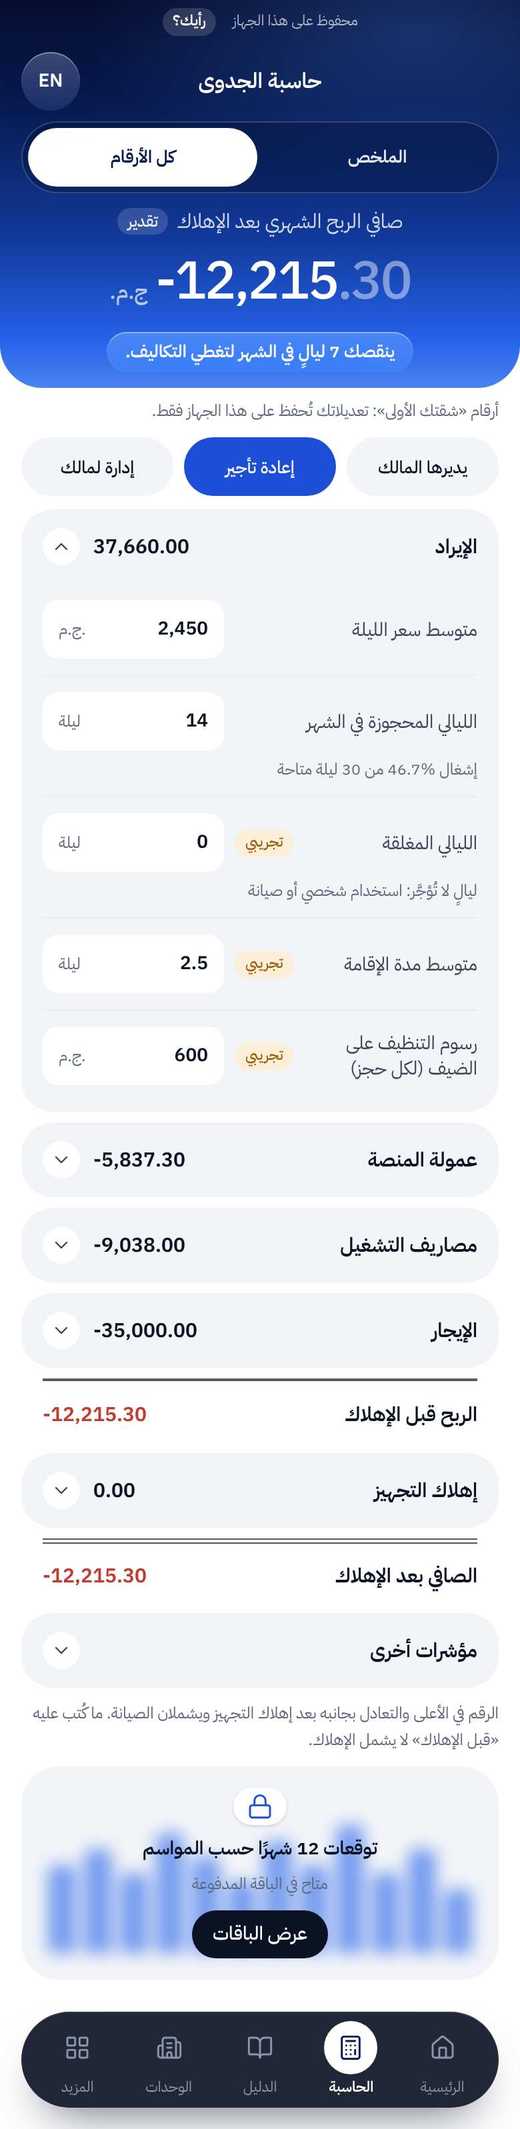 محفوظ على هذا الجهاز رأيك؟
حاسبة الجدوى
EN
الملخص
كل الأرقام
صافي الربح الشهري بعد الإهلاك تقدير
-12,215.30 ج.م.
ينقصك 7 ليالٍ في الشهر لتغطي التكاليف.
أرقام «شقتك الأولى»: تعديلاتك تُحفظ على هذا الجهاز فقط.
يديرها المالك
إعادة تأجير
إدارة لمالك
الإيراد 37,660.00
متوسط سعر الليلة 2,450 ج.م.
الليالي المحجوزة في الشهر 14 ليلة
إشغال 46.7% من 30 ليلة متاحة
الليالي المغلقة تجريبي 0 ليلة
ليالٍ لا تُؤجَّر: استخدام شخصي أو صيانة
متوسط مدة الإقامة تجريبي 2.5 ليلة
رسوم التنظيف على
الضيف (لكل حجز) تجريبي 600 ج.م.
عمولة المنصة -5,837.30
مصاريف التشغيل -9,038.00
الإيجار -35,000.00
الربح قبل الإهلاك -12,215.30
إهلاك التجهيز 0.00
الصافي بعد الإهلاك -12,215.30
مؤشرات أخرى
الرقم في الأعلى والتعادل بجانبه بعد إهلاك التجهيز ويشملان الصيانة. ما كُتب عليه
«قبل الإهلاك» لا يشمل الإهلاك.
توقعات 12 شهرًا حسب المواسم
متاح في الباقة المدفوعة
عرض الباقات
الرئيسية
الحاسبة
الدليل
الوحدات
المزيد